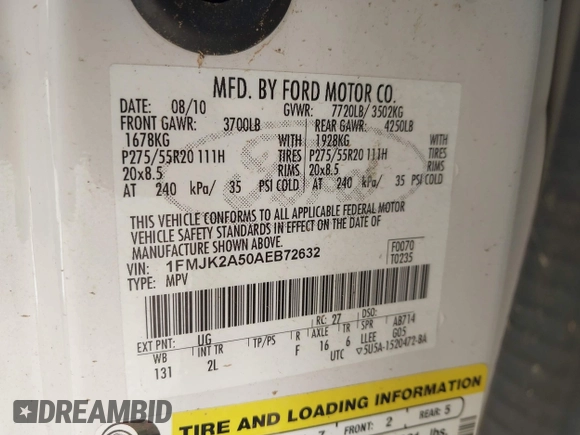 MFD. BY FORD MOTOR CO.
DATE: 08/10 GVWR: 7720LB/ 3502KG
FRONT GAWR: 3700LB REAR GAWR: 4250LB
1678KG WITH 1928KG WITH
P275/55R20 111H TIRES P275/55R20 111H TIRES
20x8.5 RIMS 20x8.5 RIMS
AT 240 kPa/ 35 PSI COLD AT 240 kPa/ 35 PSI COLD
THIS VEHICLE CONFORMS TO ALL APPLICABLE FEDERAL MOTOR
VEHICLE SAFETY STANDARDS IN EFFECT ON THE DATE OF
MANUFACTURE SHOWN ABOVE.
VIN: 1FMJK2A50AEB72632 F0070
TYPE: MPV T0235
RC: 27 DSO:
EXT PNT: UG R AXLE TR SPR AB714
WB INT TR TP/PS F 16 6 LLEE G05
131 2L UTC ▽5U5A-1520472-BA
TIRE AND LOADING INFORMATION
7 FRONT: 2 REAR: 5
lbs.
DREAMBID